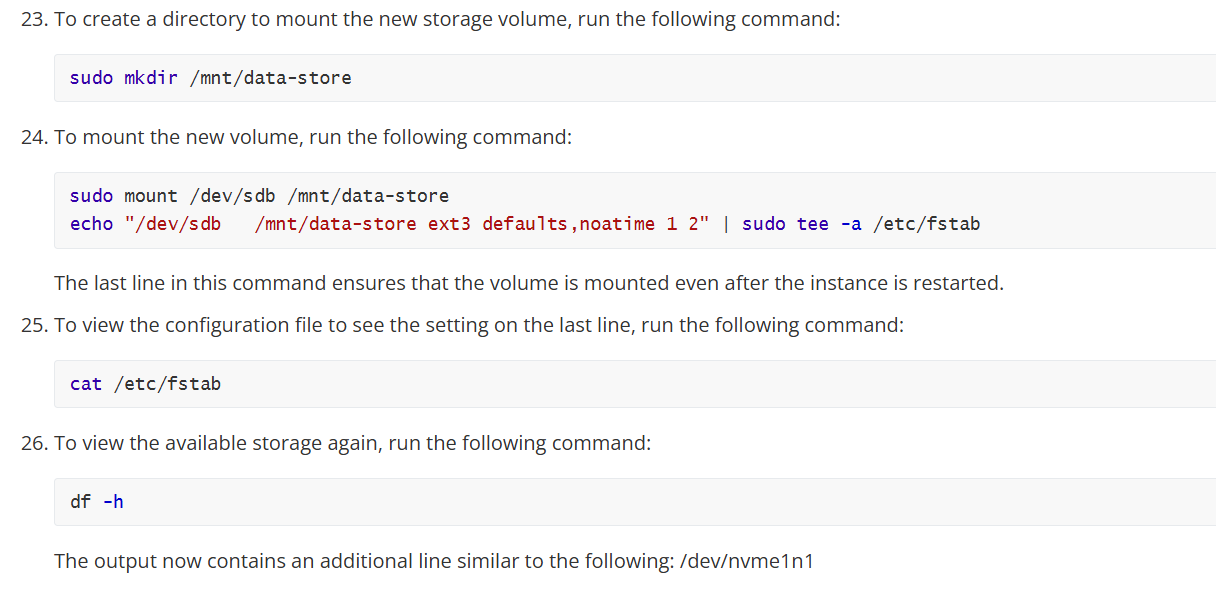 23. To create a directory to mount the new storage volume, run the following command:
sudo mkdir /mnt/data-store
24. To mount the new volume, run the following command:
sudo mount /dev/sdb /mnt/data-store
echo "/dev/sdb   /mnt/data-store ext3 defaults,noatime 1 2" | sudo tee -a /etc/fstab
The last line in this command ensures that the volume is mounted even after the instance is restarted.
25. To view the configuration file to see the setting on the last line, run the following command:
cat /etc/fstab
26. To view the available storage again, run the following command:
df -h
The output now contains an additional line similar to the following: /dev/nvme1n1